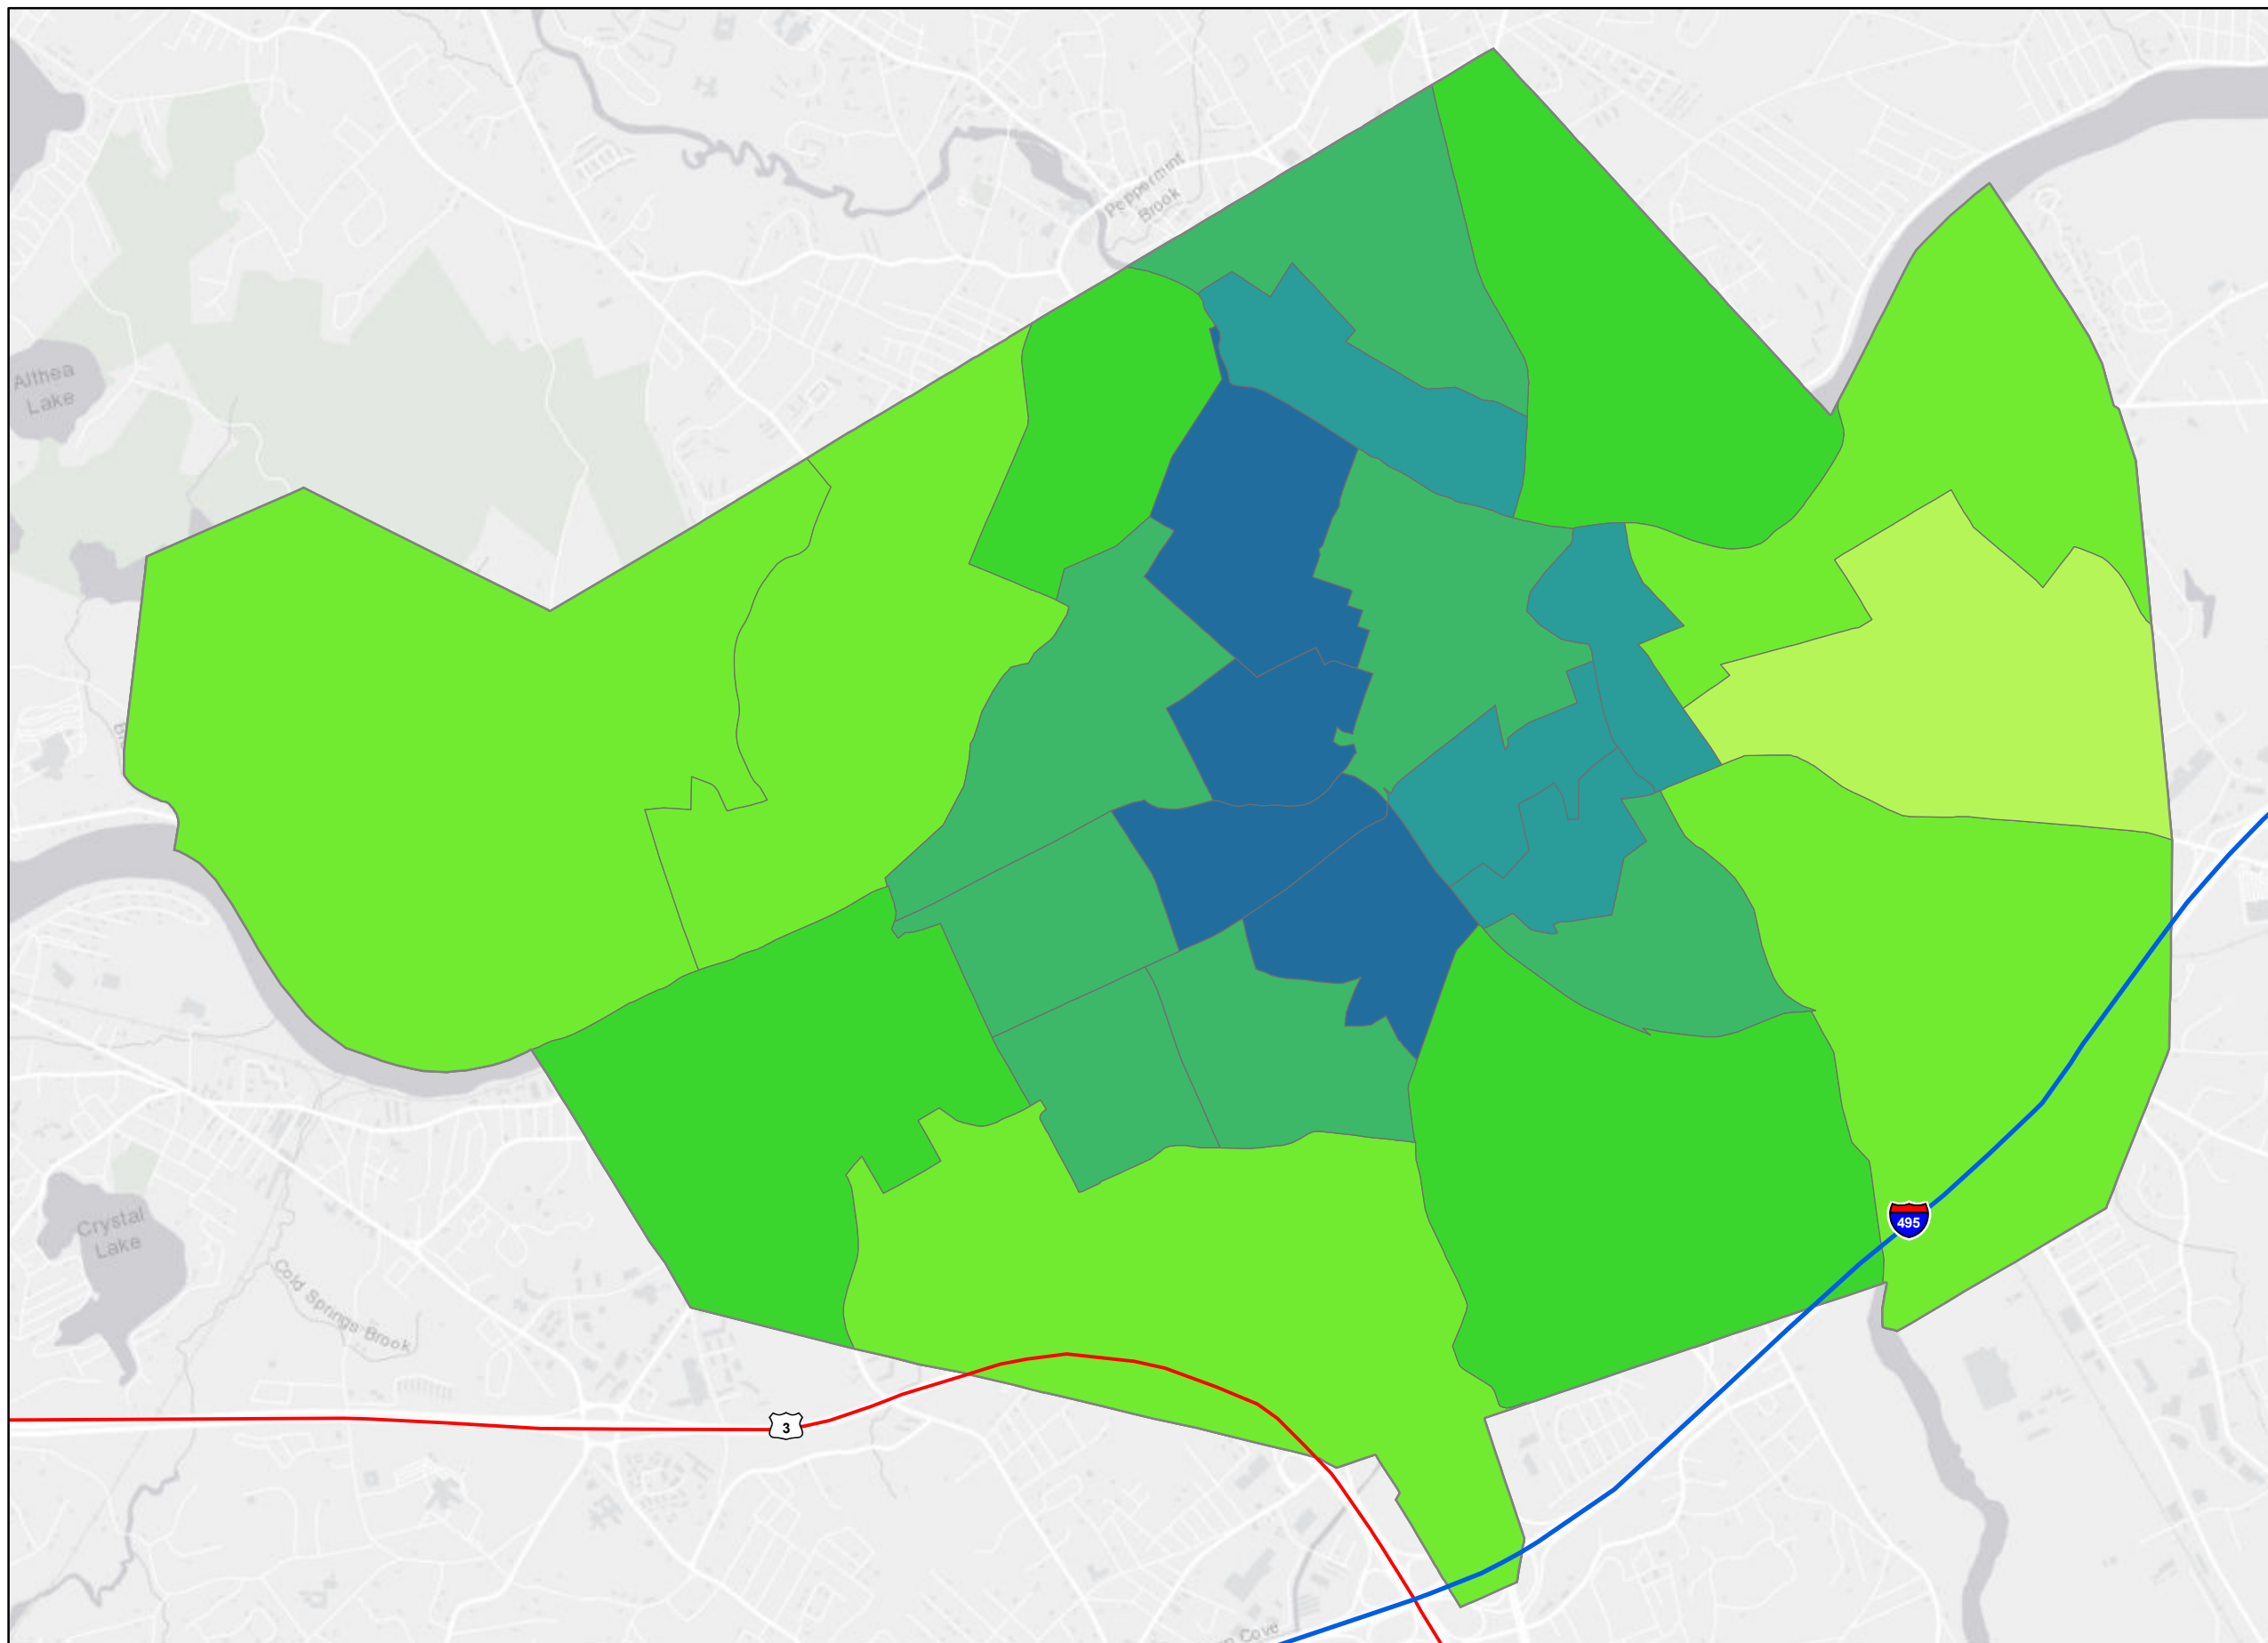 Peppermint
Brook
Althea
Lake
495
Crystal
Lake
Cold Springs Brook
3
Cove